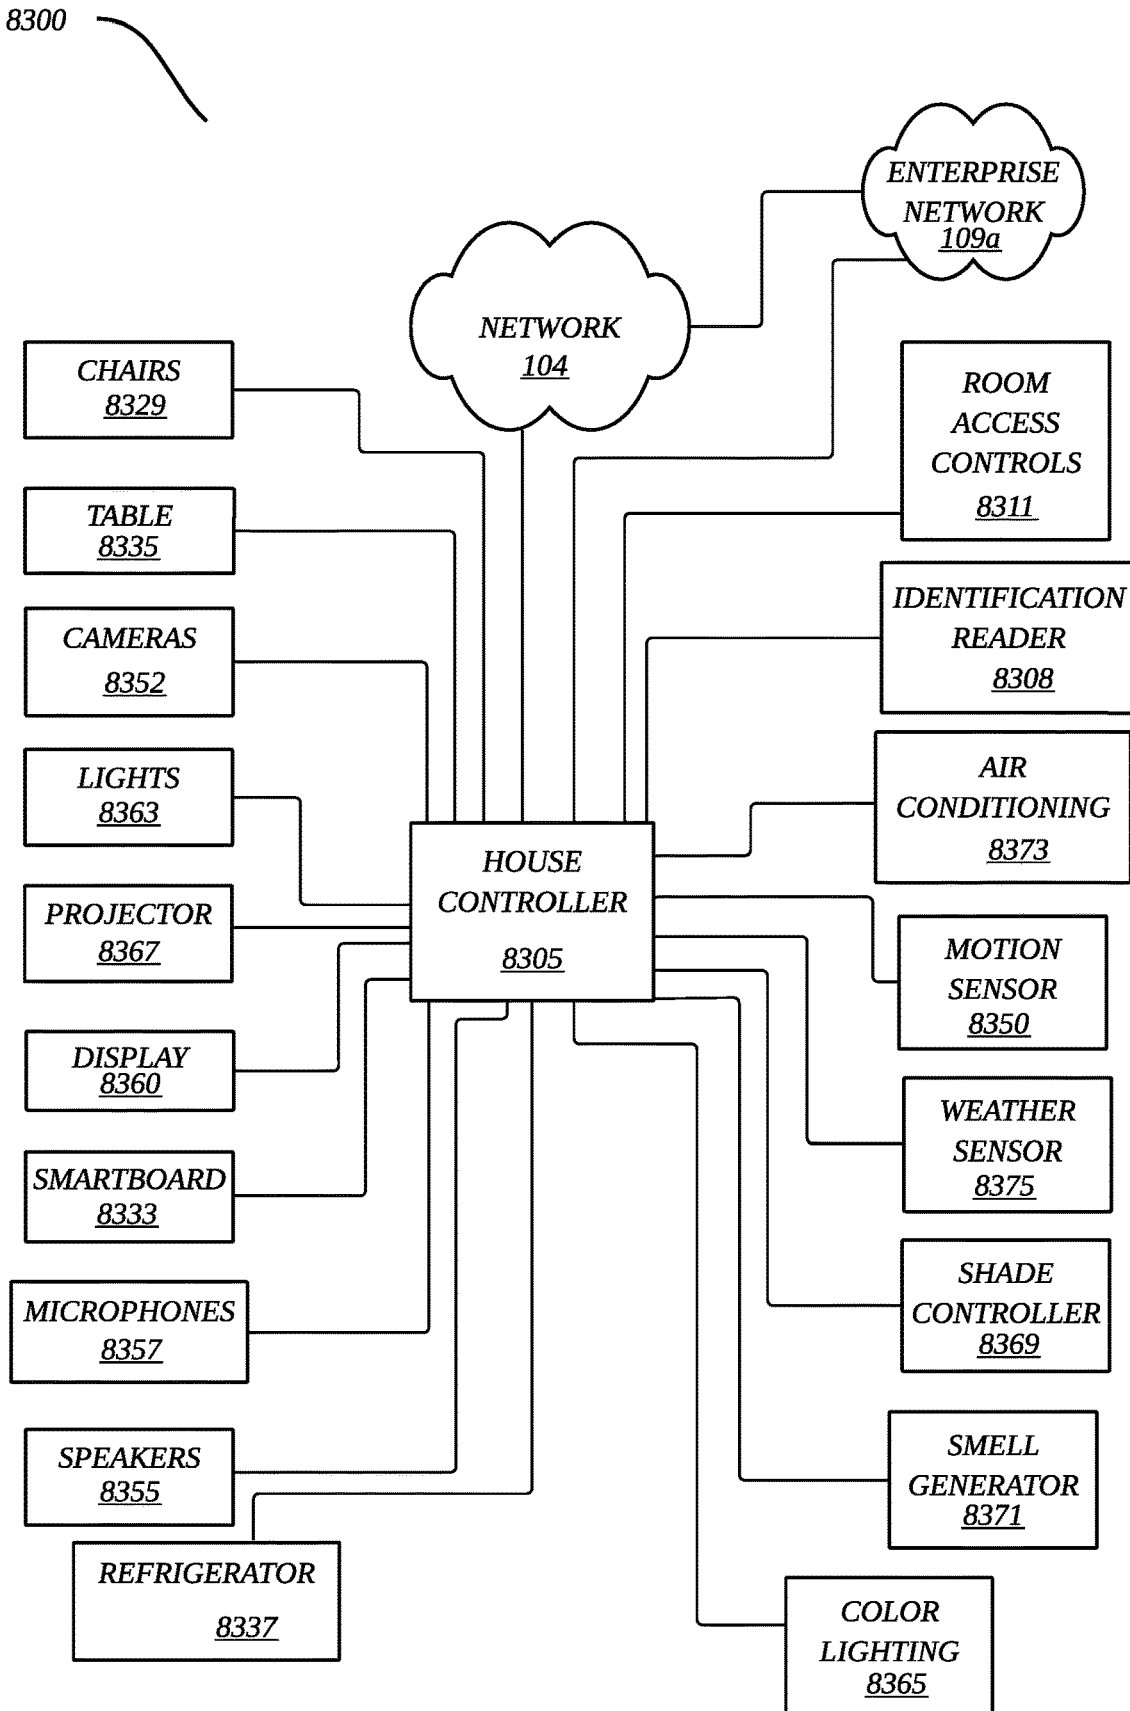 8300
ENTERPRISE
NETWORK
109a
NETWORK
104
CHAIRS
8329
TABLE
8335
CAMERAS
8352
LIGHTS
8363
PROJECTOR
8367
DISPLAY
8360
SMARTBOARD
8333
MICROPHONES
8357
SPEAKERS
8355
REFRIGERATOR
8337
HOUSE
CONTROLLER
8305
ROOM
ACCESS
CONTROLS
8311
IDENTIFICATION
READER
8308
AIR
CONDITIONING
8373
MOTION
SENSOR
8350
WEATHER
SENSOR
8375
SHADE
CONTROLLER
8369
SMELL
GENERATOR
8371
COLOR
LIGHTING
8365